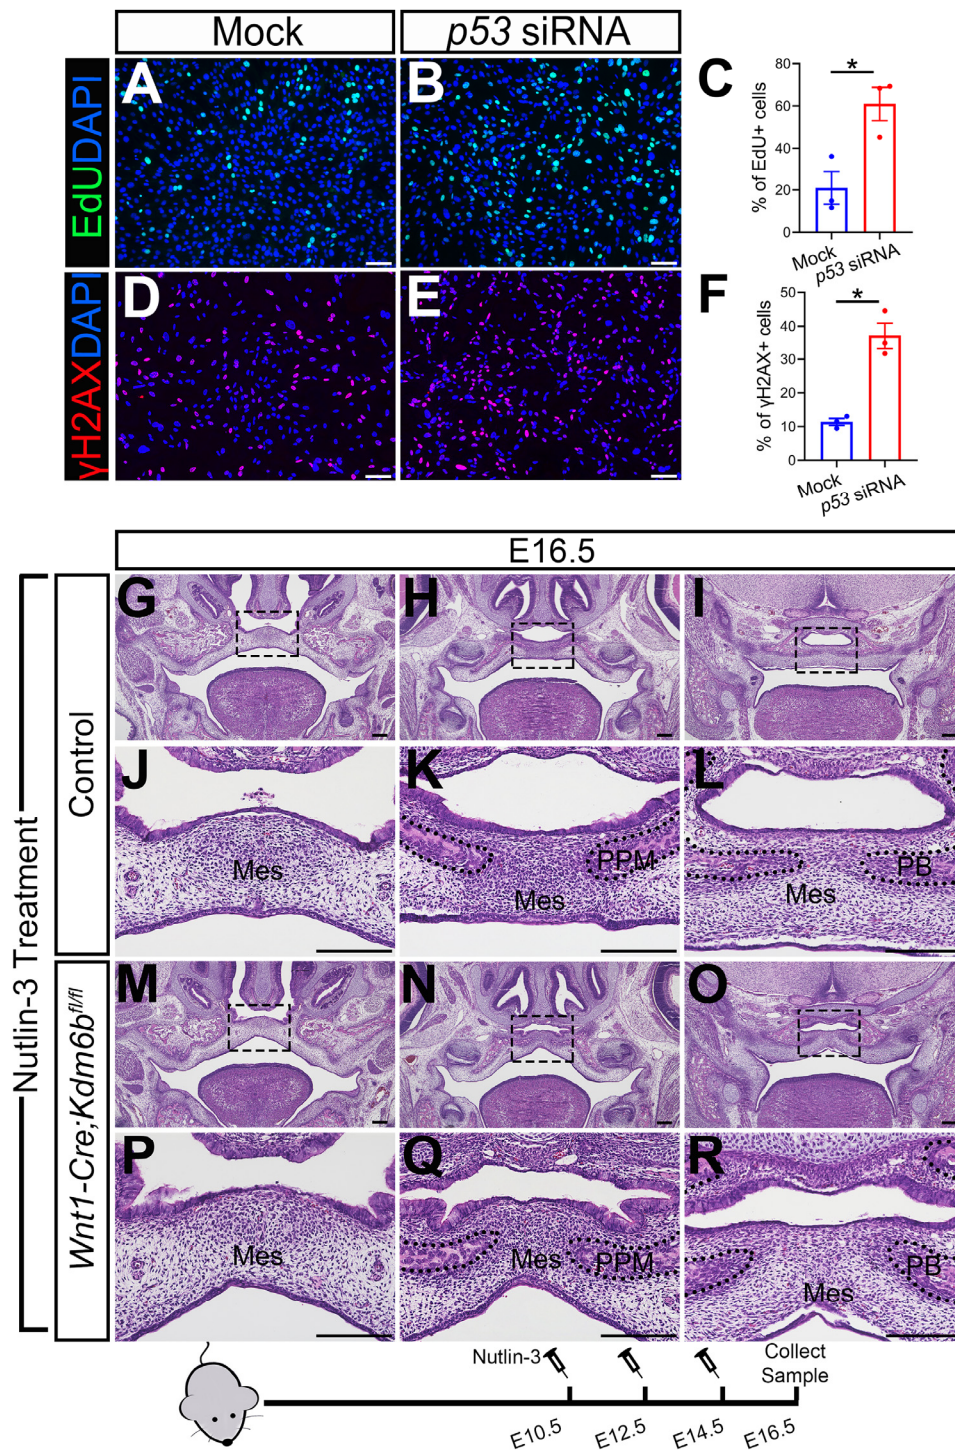 Mock
p53 siRNA
EdUDAPI
A
B
C
% of EdU+ cells
80
60
40
20
0
*
Mock
p53 siRNA
γH2AXDAPI
D
E
F
% of γH2AX+ cells
50
40
30
20
10
0
*
Mock
p53 siRNA
E16.5
Nutlin-3 Treatment
Control
G
H
I
J
Mes
K
PPM
Mes
L
PB
Mes
Wnt1-Cre;Kdm6b^fl/fl
M
N
O
P
Mes
Q
Mes
PPM
R
PB
Mes
Nutlin-3
Collect
Sample
E10.5
E12.5
E14.5
E16.5